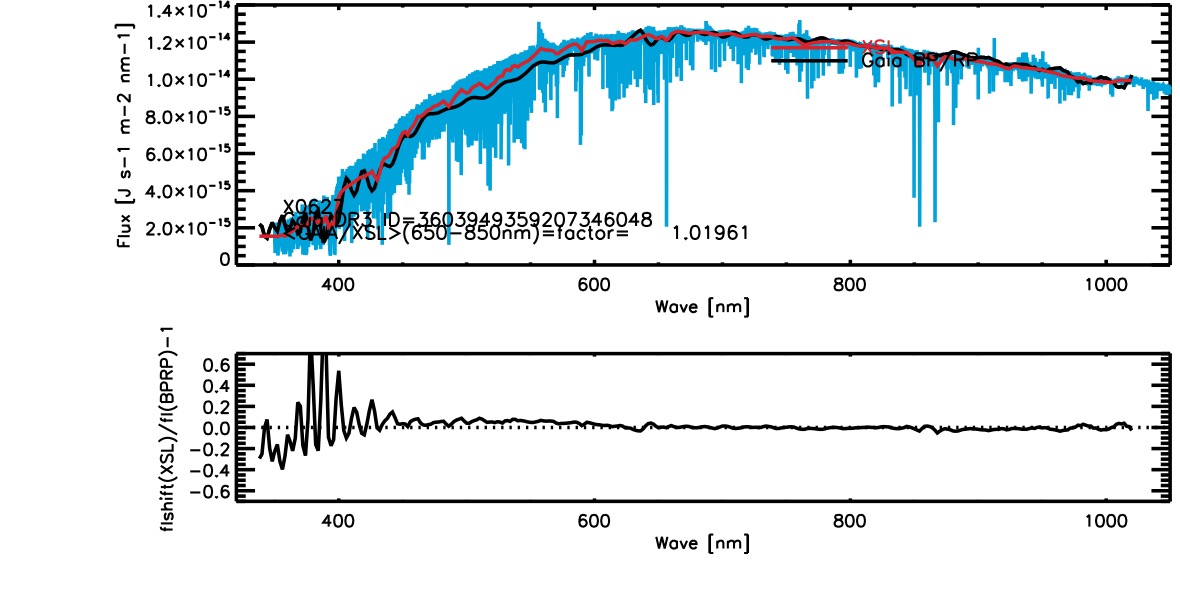 1.4×10−14
1.2×10−14
1.0×10−14
8.0×10−15
6.0×10−15
4.0×10−15
2.0×10−15
0
Flux [J s−1 m−2 nm−1]
XSL
Gaia BP/RP
X0627
Gaia DR3 ID=3603949359207346048
<GAIA/XSL>(650−850nm)=factor= 1.01961
400 600 800 1000
Wave [nm]
0.6
0.4
0.2
0.0
−0.2
−0.4
−0.6
flshift(XSL)/fl(BPRP)−1
400 600 800 1000
Wave [nm]